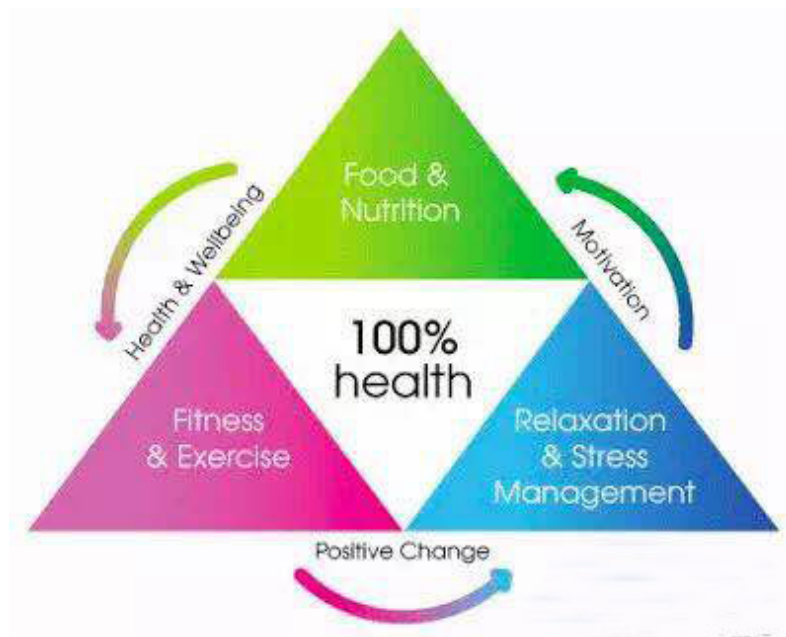 Food &
Nutrition
Health & Wellbeing
Motivation
100%
health
Fitness
& Exercise
Relaxation
& Stress
Management
Positive Change